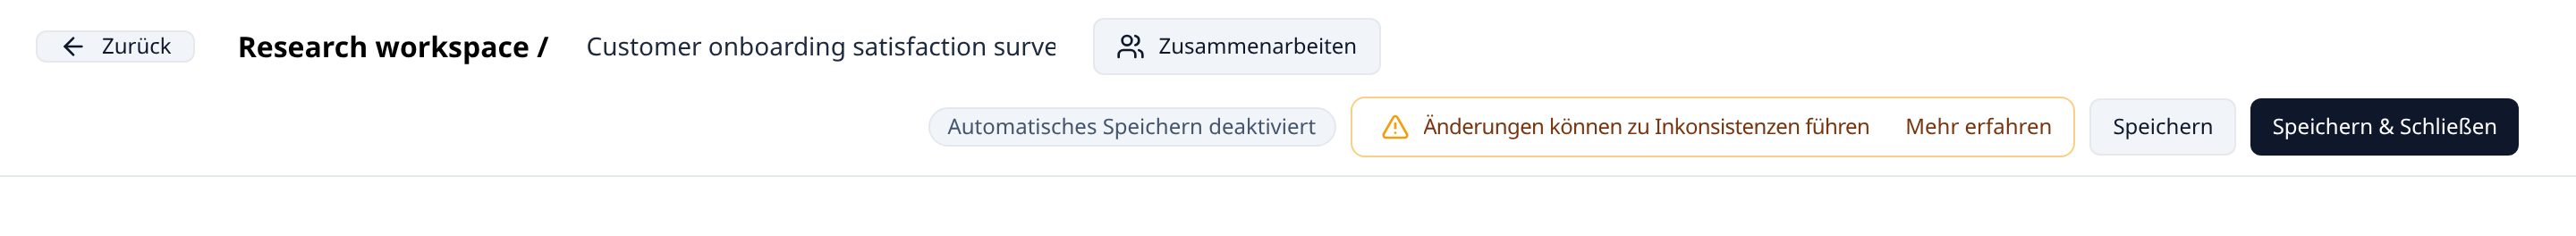 Zurück
Research workspace /
Customer onboarding satisfaction surve
Zusammenarbeiten
Automatisches Speichern deaktiviert
Änderungen können zu Inkonsistenzen führen
Mehr erfahren
Speichern
Speichern & Schließen